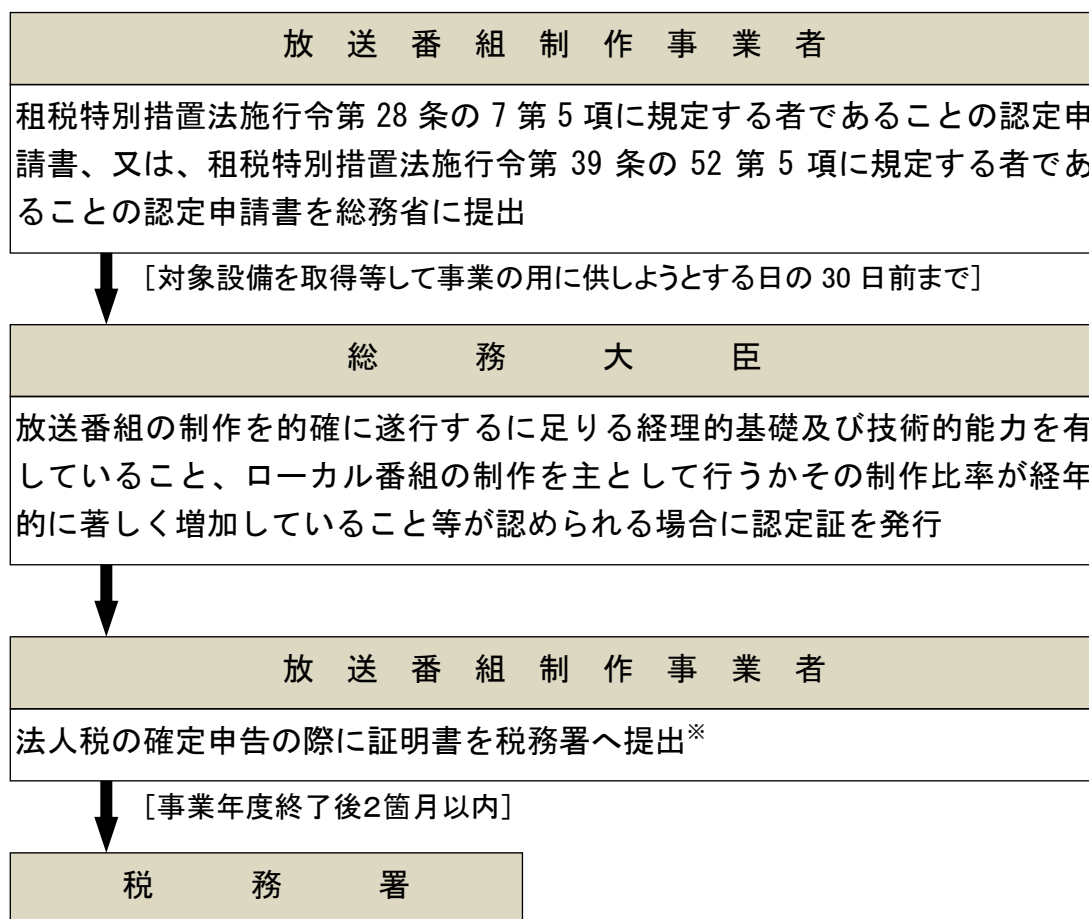 放送番組制作事業者
租税特別措置法施行令第 28 条の 7 第 5 項に規定する者であることの認定申
請書、又は、租税特別措置法施行令第 39 条の 52 第 5 項に規定する者であ
ることの認定申請書を総務省に提出
［対象設備を取得等して事業の用に供しようとする日の 30 日前まで］
総務大臣
放送番組の制作を的確に遂行するに足りる経理的基礎及び技術的能力を有
していること、ローカル番組の制作を主として行うかその制作比率が経年
的に著しく増加していること等が認められる場合に認定証を発行
放送番組制作事業者
法人税の確定申告の際に証明書を税務署へ提出※
［事業年度終了後２箇月以内］
税務署